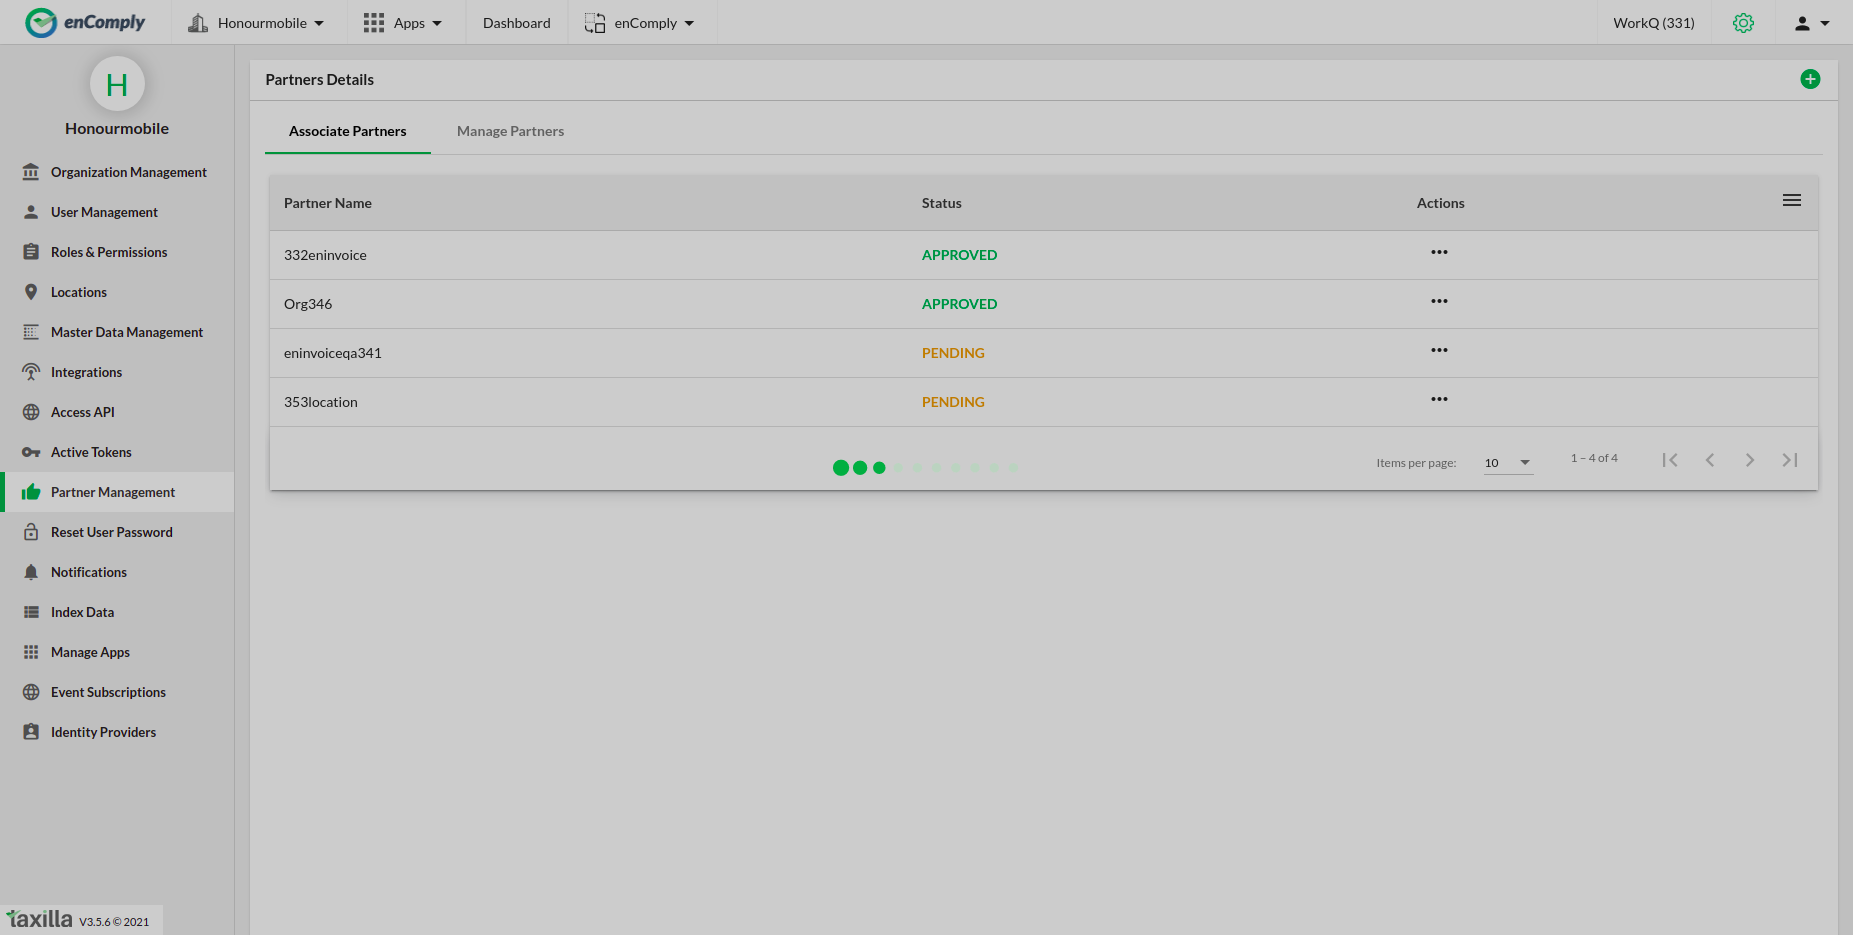 enComply
Honourmobile
Apps
Dashboard
enComply
WorkQ (331)
H
Honourmobile
Organization Management
User Management
Roles & Permissions
Locations
Master Data Management
Integrations
Access API
Active Tokens
Partner Management
Reset User Password
Notifications
Index Data
Manage Apps
Event Subscriptions
Identity Providers
taxilla V3.5.6 © 2021
Partners Details
Associate Partners Manage Partners
Partner Name Status Actions
332eninvoice APPROVED
Org346 APPROVED
eninvoiceqa341 PENDING
353location PENDING
Items per page: 10 1 – 4 of 4